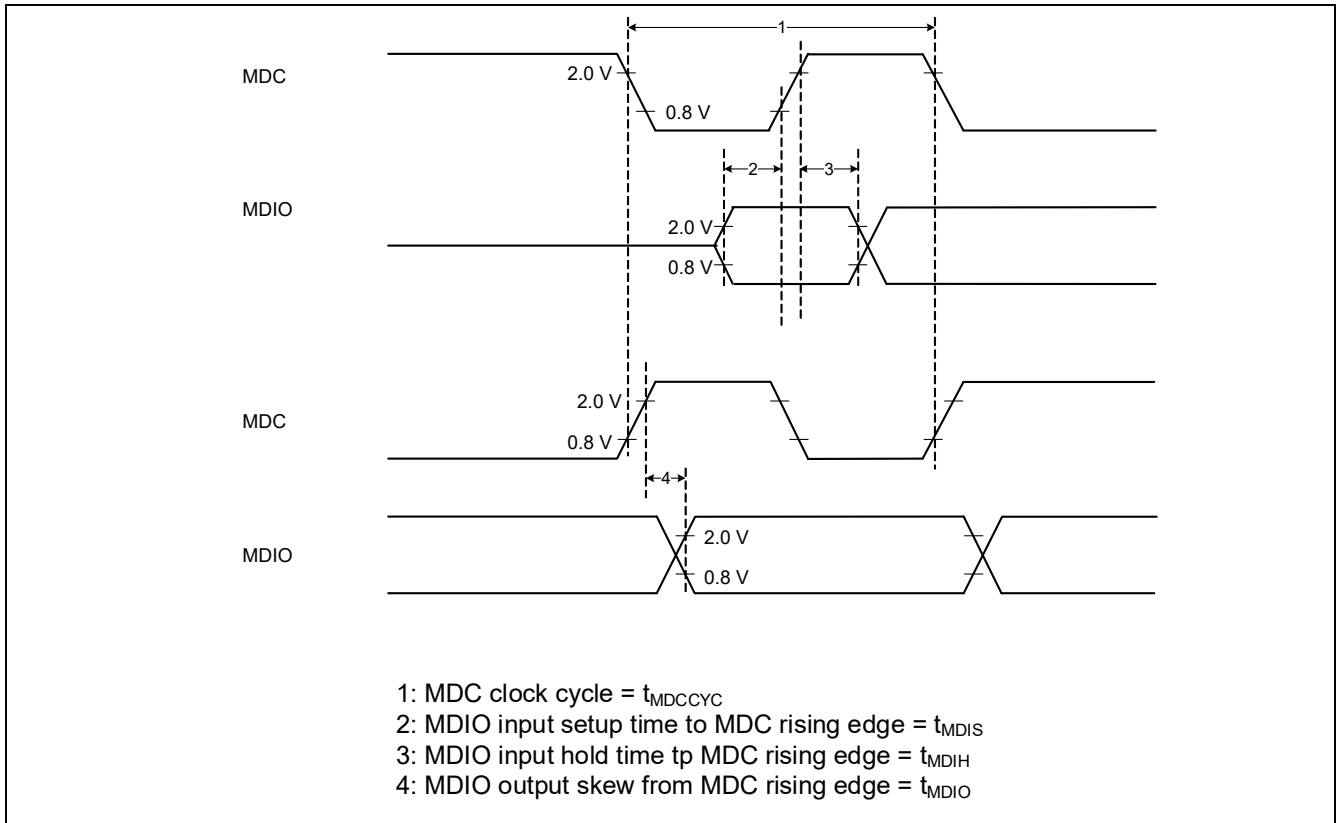 1
MDC
2.0 V
0.8 V
2
3
MDIO
2.0 V
0.8 V
MDC
2.0 V
0.8 V
4
MDIO
2.0 V
0.8 V
1: MDC clock cycle = tMDCCYC
2: MDIO input setup time to MDC rising edge = tMDIS
3: MDIO input hold time tp MDC rising edge = tMDIH
4: MDIO output skew from MDC rising edge = tMDIO